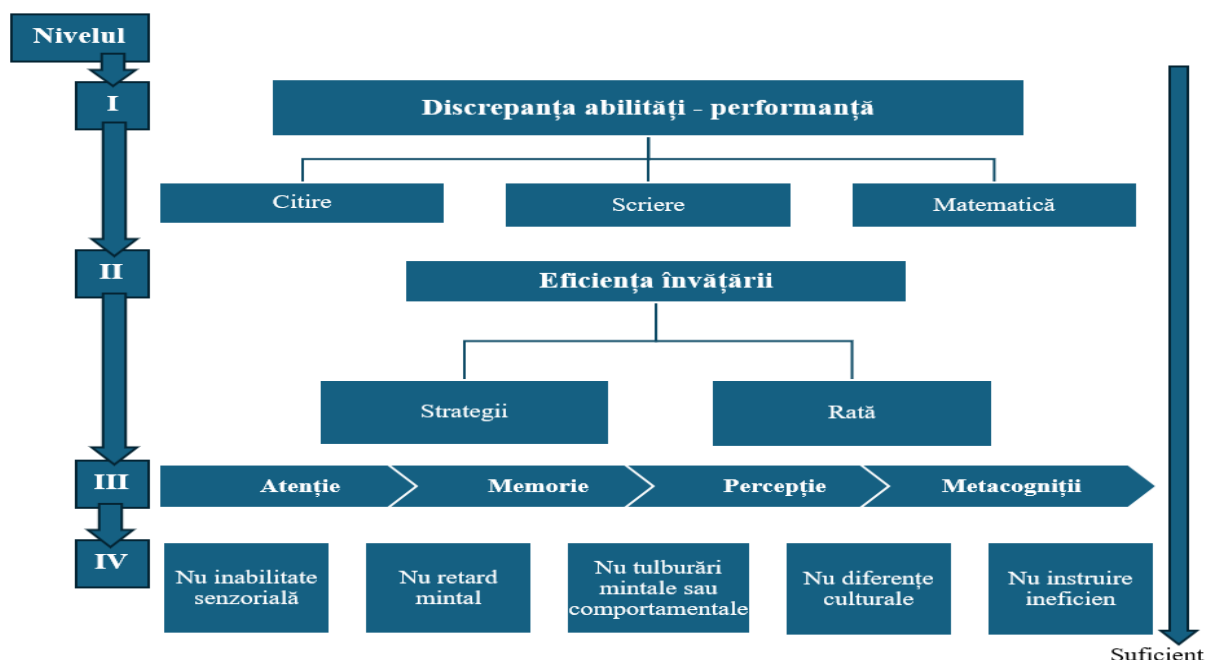 Nivelul
I
Discrepanța abilități - performanță
Citire
Scriere
Matematică
II
Eficiența învățării
Strategii
Rată
III
Atenție
Memorie
Percepție
Metacogniții
IV
Nu inabilitate
senzorială
Nu retard
mintal
Nu tulburări
mintale sau
comportamentale
Nu diferențe
culturale
Nu instruire
ineficien
Suficient